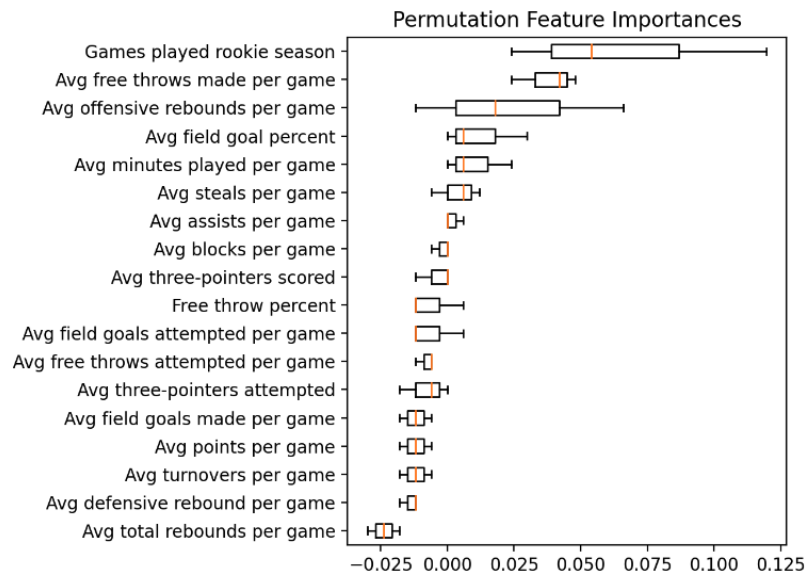 Permutation Feature Importances
Games played rookie season
Avg free throws made per game
Avg offensive rebounds per game
Avg field goal percent
Avg minutes played per game
Avg steals per game
Avg assists per game
Avg blocks per game
Avg three-pointers scored
Free throw percent
Avg field goals attempted per game
Avg free throws attempted per game
Avg three-pointers attempted
Avg field goals made per game
Avg points per game
Avg turnovers per game
Avg defensive rebound per game
Avg total rebounds per game
−0.025 0.000 0.025 0.050 0.075 0.100 0.125